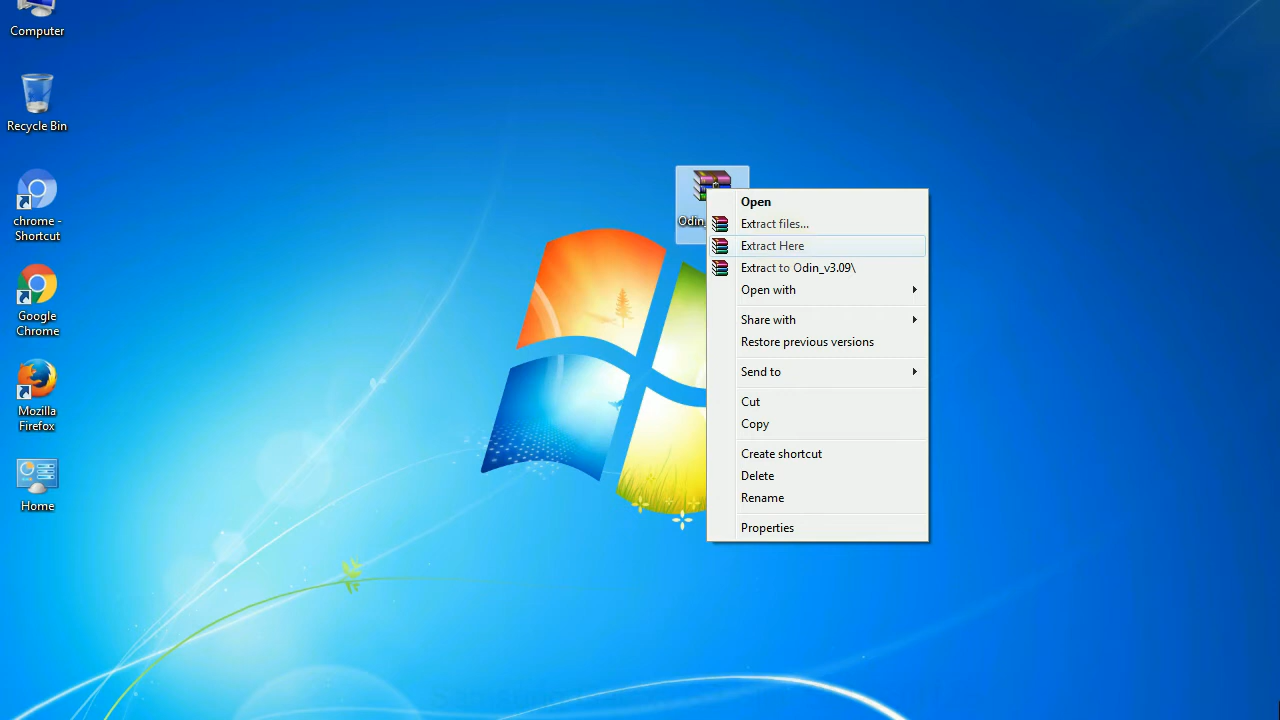 Computer
Recycle Bin
chrome -
Shortcut
Google
Chrome
Mozilla
Firefox
Home
Open
Extract files...
Extract Here
Extract to Odin_v3.09\
Open with
Share with
Restore previous versions
Send to
Cut
Copy
Create shortcut
Delete
Rename
Properties